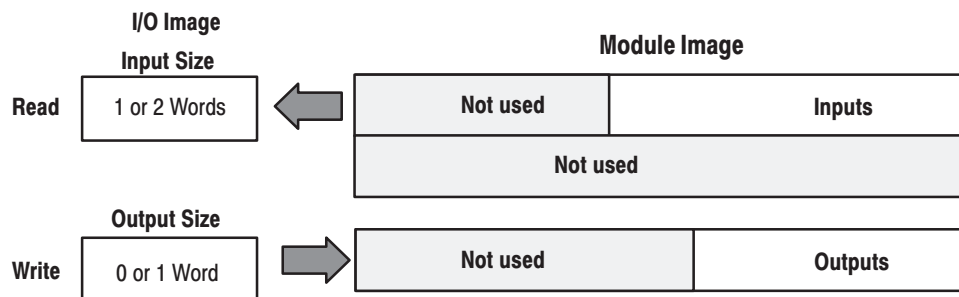 I/O Image
Module Image
Input Size
Read 1 or 2 Words Not used Inputs
Not used
Output Size
Write 0 or 1 Word Not used Outputs